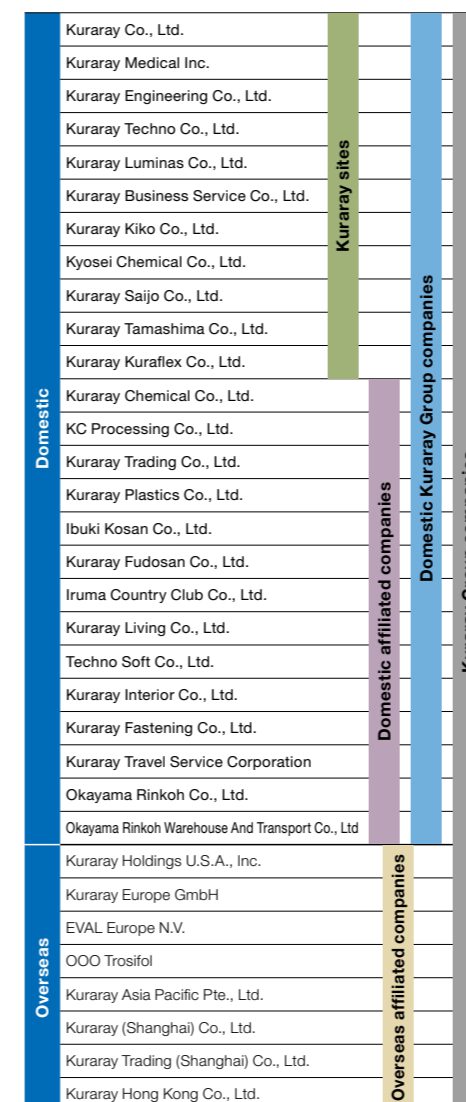 Domestic
Kuraray Co., Ltd.
Kuraray Medical Inc.
Kuraray Engineering Co., Ltd.
Kuraray Techno Co., Ltd.
Kuraray Luminas Co., Ltd.
Kuraray Business Service Co., Ltd.
Kuraray Kiko Co., Ltd.
Kyosei Chemical Co., Ltd.
Kuraray Saijo Co., Ltd.
Kuraray Tamashima Co., Ltd.
Kuraray Kuraflex Co., Ltd.
Kuraray Chemical Co., Ltd.
KC Processing Co., Ltd.
Kuraray Trading Co., Ltd.
Kuraray Plastics Co., Ltd.
Ibuki Kosan Co., Ltd.
Kuraray Fudosan Co., Ltd.
Iruma Country Club Co., Ltd.
Kuraray Living Co., Ltd.
Techno Soft Co., Ltd.
Kuraray Interior Co., Ltd.
Kuraray Fastening Co., Ltd.
Kuraray Travel Service Corporation
Okayama Rinkoh Co., Ltd.
Okayama Rinkoh Warehouse And Transport Co., Ltd
Kuraray sites
Domestic affiliated companies
Domestic Kuraray Group companies
Overseas
Kuraray Holdings U.S.A., Inc.
Kuraray Europe GmbH
EVAL Europe N.V.
OOO Trosifol
Kuraray Asia Pacific Pte., Ltd.
Kuraray (Shanghai) Co., Ltd.
Kuraray Trading (Shanghai) Co., Ltd.
Kuraray Hong Kong Co., Ltd.
Overseas affiliated companies